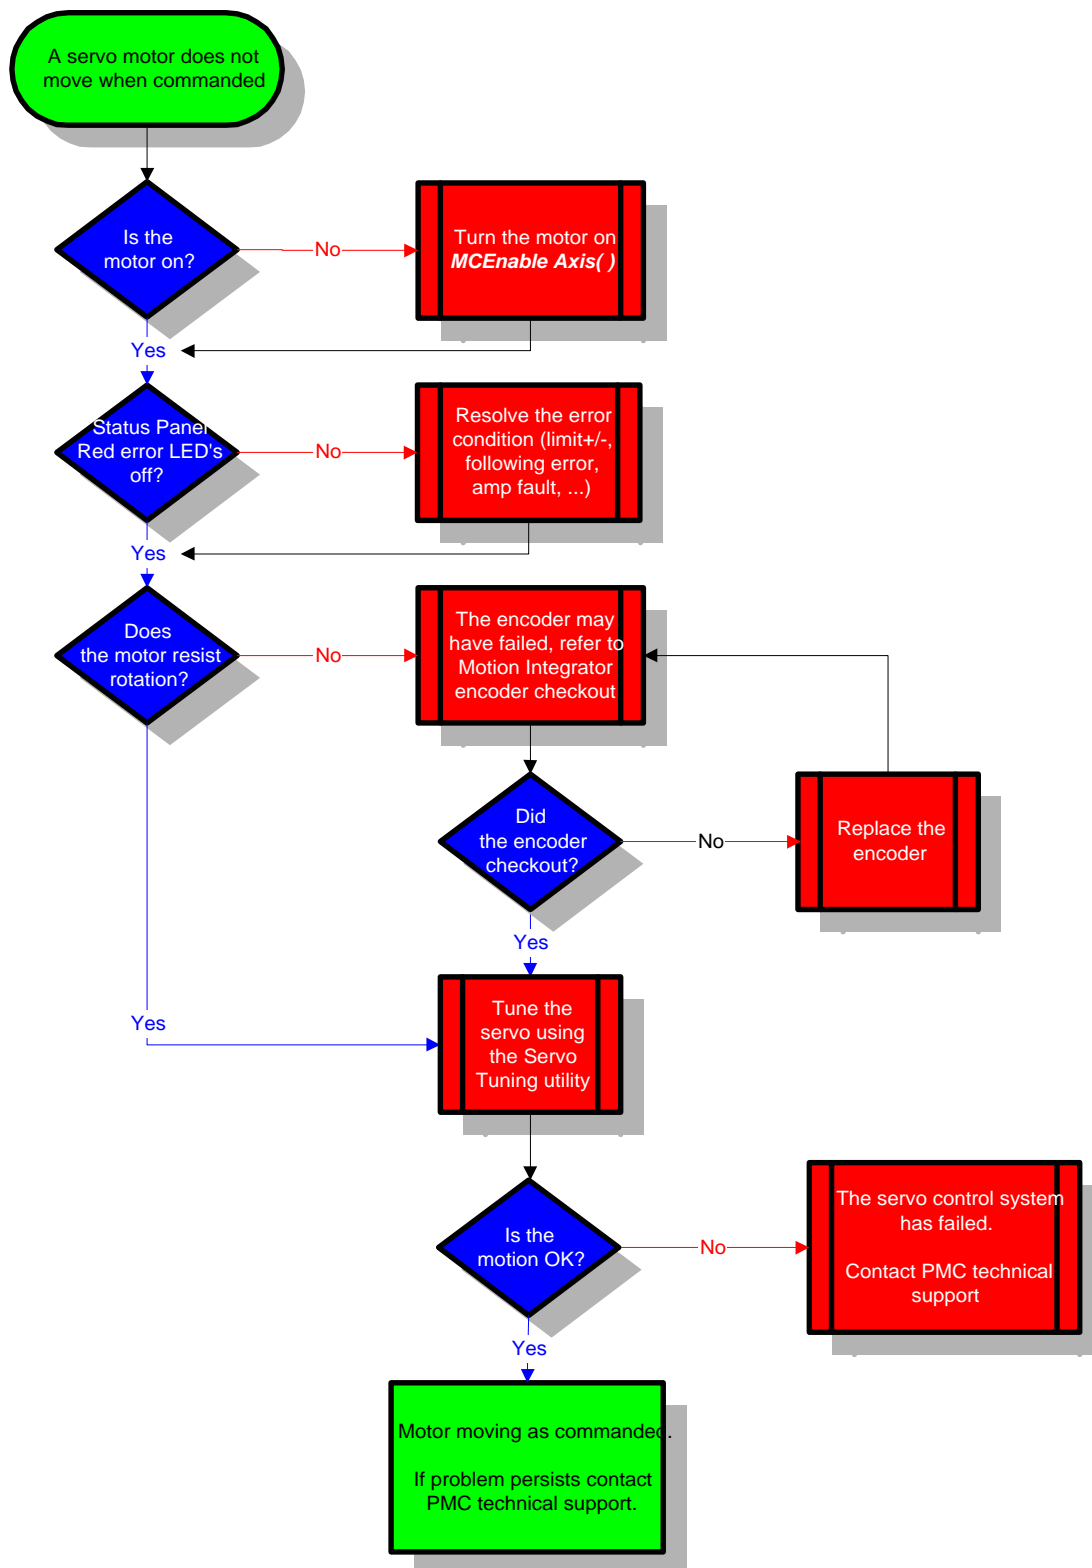 A servo motor does not
move when commanded
Is the
motor on?
No
Turn the motor on
MCEnable Axis( )
Yes
Status Panel
Red error LED's
off?
No
Resolve the error
condition (limit+/-,
following error,
amp fault, ...)
Yes
Does
the motor resist
rotation?
No
The encoder may
have failed, refer to
Motion Integrator
encoder checkout
Did
the encoder
checkout?
No
Replace the
encoder
Yes
Yes
Tune the
servo using
the Servo
Tuning utility
Is the
motion OK?
No
The servo control system
has failed.
Contact PMC technical
support
Yes
Motor moving as commanded.
If problem persists contact
PMC technical support.